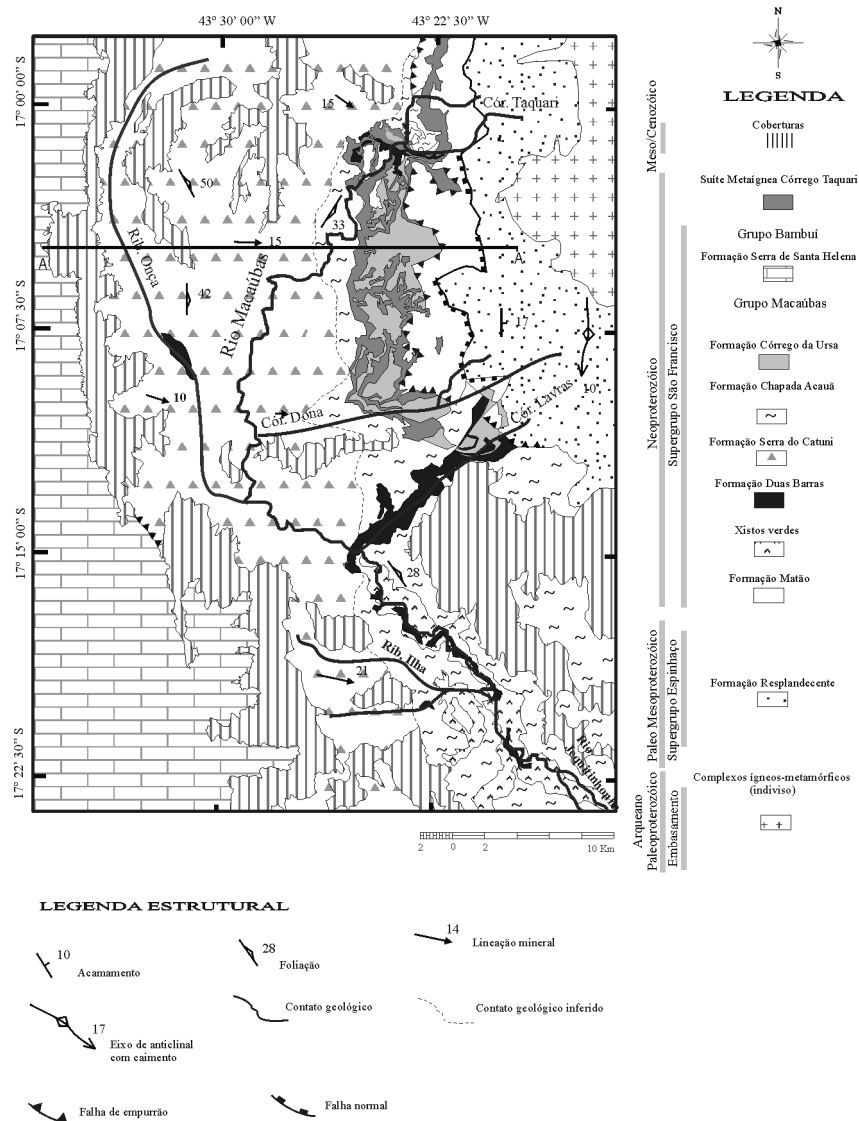 43° 30' 00'' W
43° 22' 30'' W
17° 00' 00'' S
17° 07' 30'' S
17° 15' 00'' S
17° 22' 30'' S
15
Cór. Taquari
50
33
A
15
A
Rib. Onça
Rio Macaúbas
42
17
10
10
Cór. Dona
Cór. Lavras
28
Rib. Ilha
21
Rio Jequitinhonha
2 0 2 10 Km
N
S
LEGENDA
Meso/Cenozóico
Coberturas
Suíte Metaígnea Córrego Taquari
Neoproterozóico
Supergrupo São Francisco
Grupo Bambuí
Formação Serra de Santa Helena
Grupo Macaúbas
Formação Córrego da Ursa
Formação Chapada Acauã
Formação Serra do Catuni
Formação Duas Barras
Xistos verdes
Formação Matão
Paleo Mesoproterozóico
Supergrupo Espinhaço
Formação Resplandecente
Arqueano
Paleoproterozóico
Embasamento
Complexos ígneos-metamórficos
(indiviso)
LEGENDA ESTRUTURAL
10
Acamamento
28
Foliação
14
Lineação mineral
17
Eixo de anticlinal
com caimento
Contato geológico
Contato geológico inferido
Falha de empurrão
Falha normal